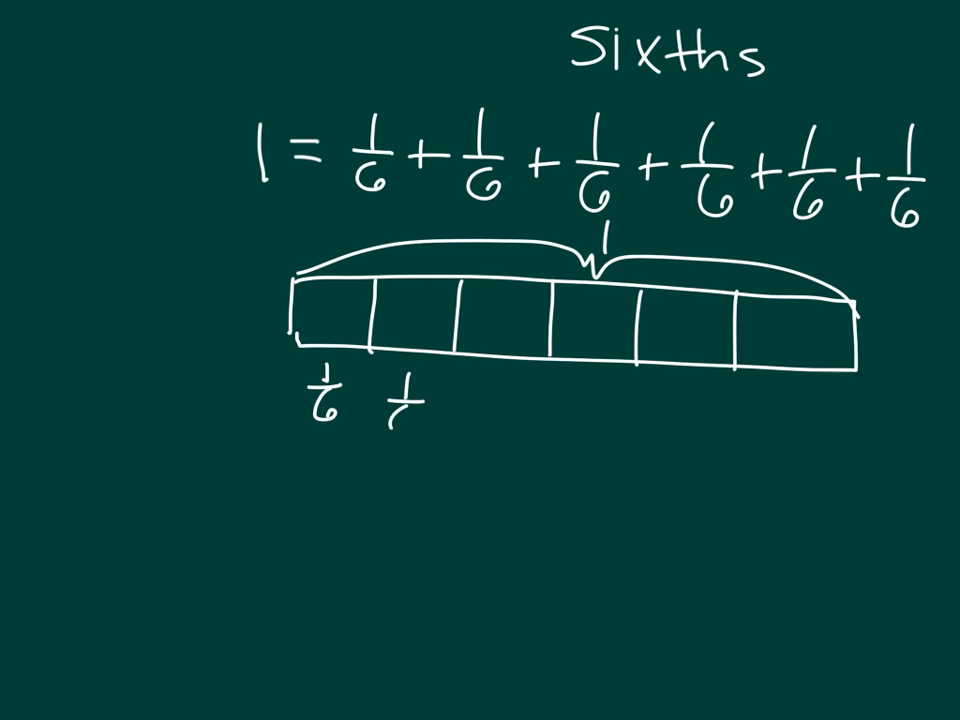 Sixths
1 = 1/6 + 1/6 + 1/6 + 1/6 + 1/6 + 1/6
1
1/6